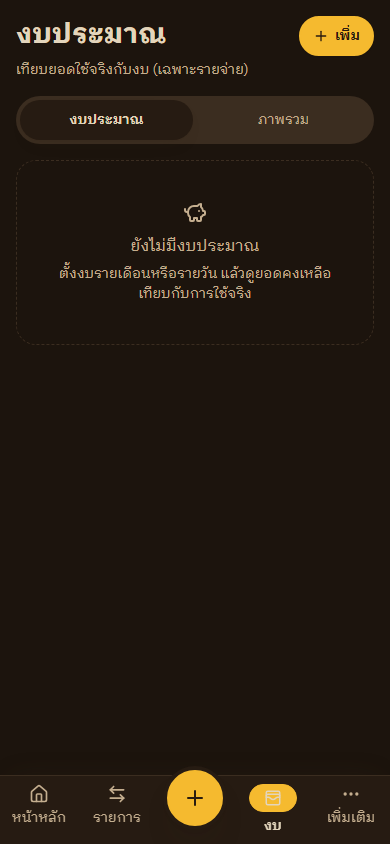 งบประมาณ
เพิ่ม
เทียบยอดใช้จริงกับงบ (เฉพาะรายจ่าย)
งบประมาณ
ภาพรวม
ยังไม่มีงบประมาณ
ตั้งงบรายเดือนหรือรายวัน แล้วดูยอดคงเหลือ
เทียบกับการใช้จริง
หน้าหลัก
รายการ
งบ
เพิ่มเติม